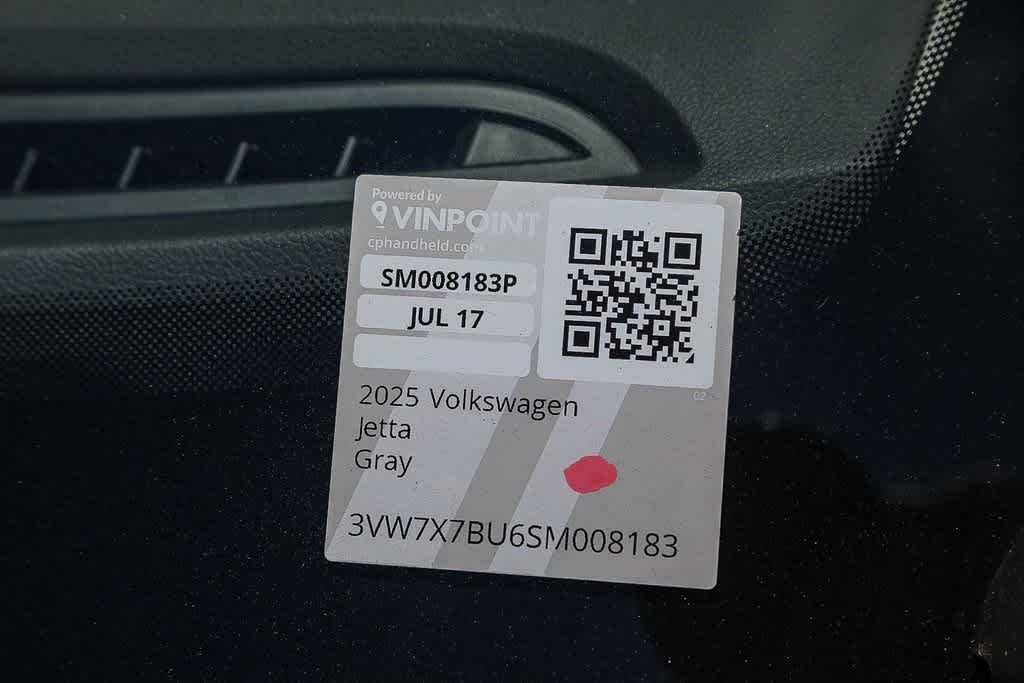 Powered by
VINPOINT
cphandheld.com
SM008183P
JUL 17
02
2025 Volkswagen
Jetta
Gray
3VW7X7BU6SM008183